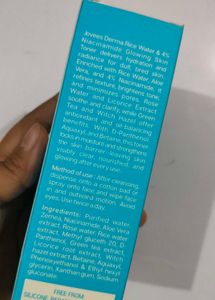 Jovees Derma Rice Water & 4%
Niacinamide Glowing Skin
Toner delivers hydration and
radiance for dull, tired skin.
Enriched with Rice Water, Aloe
Vera, and 4% Niacinamide, it
refines texture, brightens tone,
and minimizes pores. Rose
Water and Licorice Extract
soothe and clarify, while Green
Tea and Witch Hazel offer
antioxidant and oil-balancing
benefits. With D-Panthenol,
Aquaxyl, and Betaine, this toner
locks in moisture and strengthens
the skin barrier leaving skin
visibly clear, nourished, and
glowing after every use.
Method of use: After cleansing,
dispense onto a cotton pad or
spray onto face and wipe face
in and outward motion. Avoid
eyes. Use twice a day.
Ingredients: Purified water,
Zemea, Niacinamide, Aloe Vera
extract, Rose water, Rice water
extract, Methyl gluceth 20, D-
Panthenol, Green tea extract,
Licorice root extract, Witch
hazel extract, Betaine, Aquaxyl,
Phenoxyethanol & Ethyl hexyl
glycerin, Xanthan gum, Sodium
gluconate.
FREE FROM